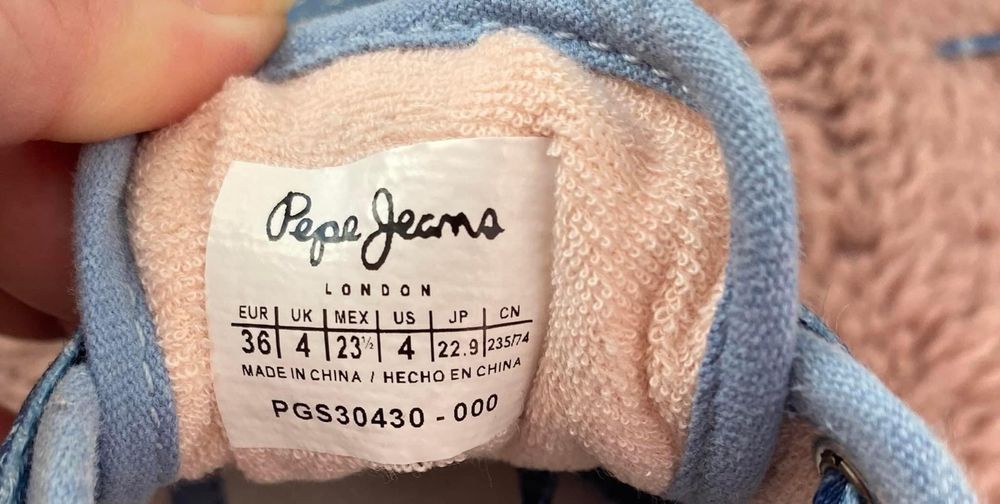 Pepe Jeans
LONDON
EUR UK MEX US JP CN
36 4 23½ 4 22.9 235/74
MADE IN CHINA / HECHO EN CHINA
PGS30430 - 000